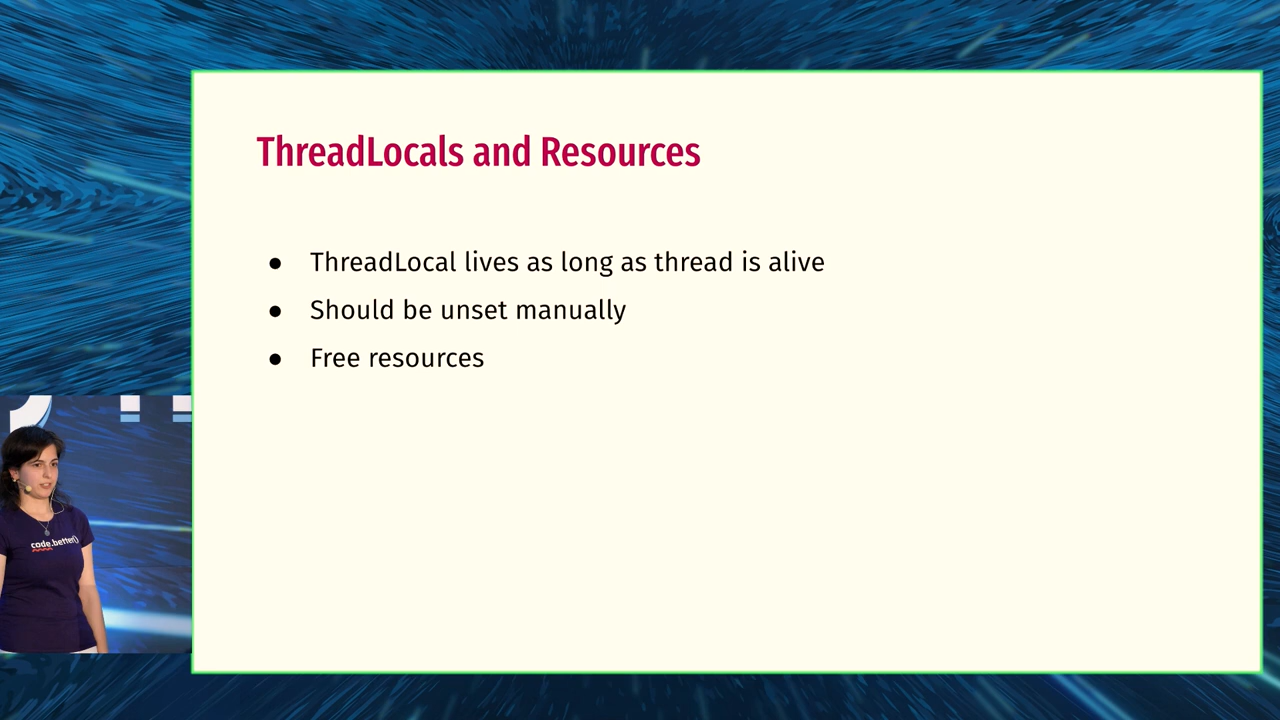 ThreadLocals and Resources
● ThreadLocal lives as long as thread is alive
● Should be unset manually
● Free resources
code.better()